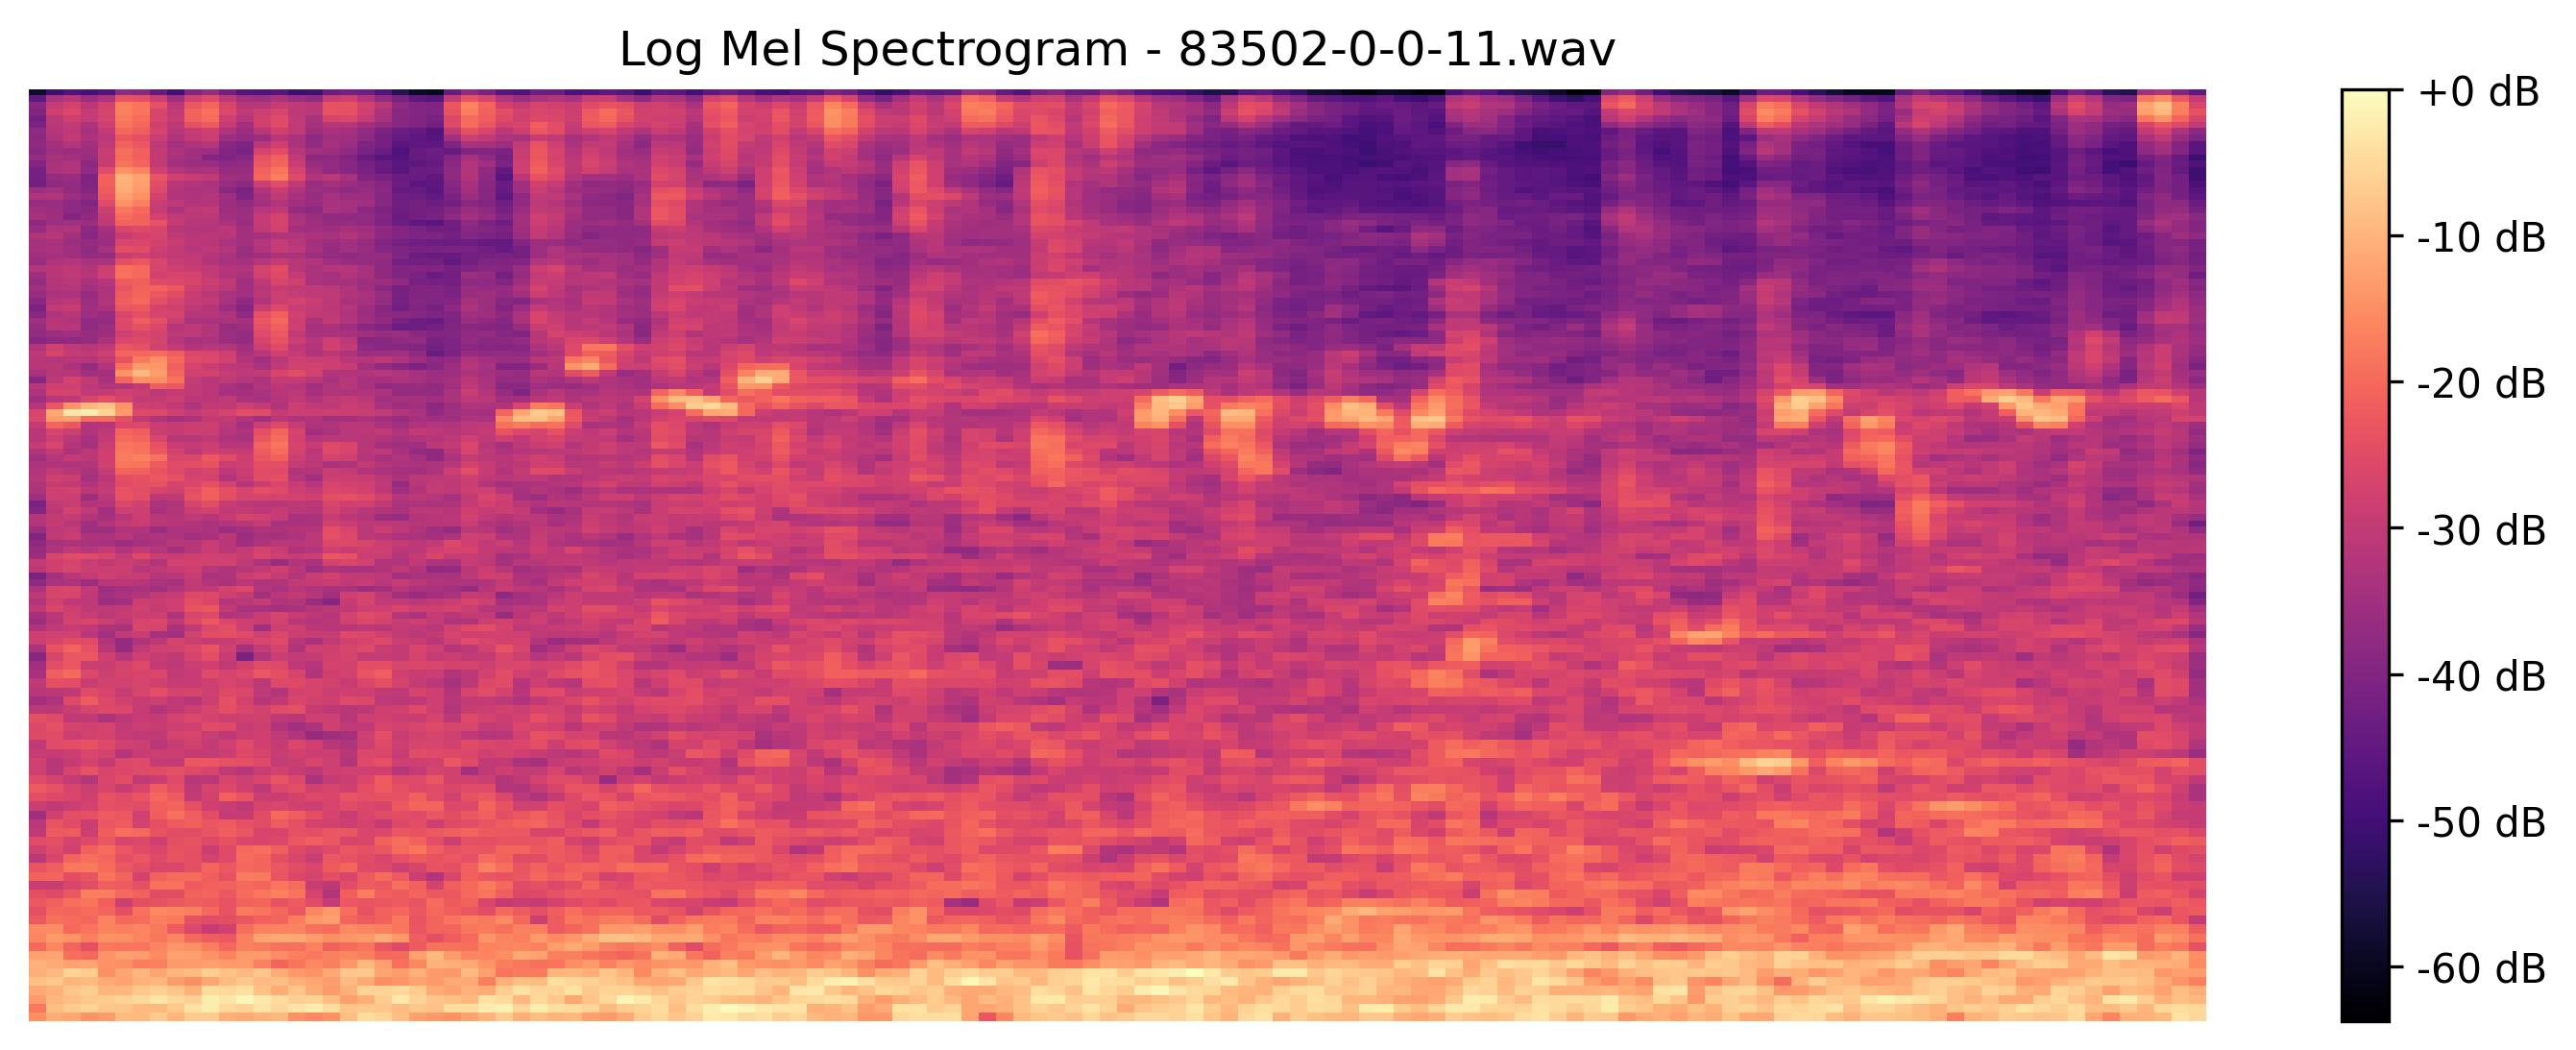 Log Mel Spectrogram - 83502-0-0-11.wav
+0 dB
-10 dB
-20 dB
-30 dB
-40 dB
-50 dB
-60 dB